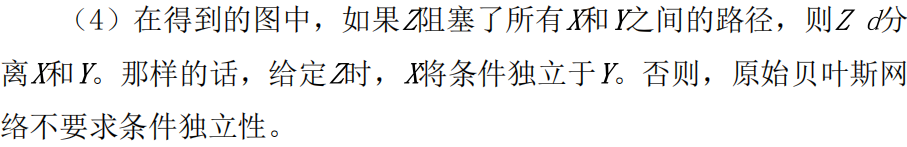 （4）在得到的图中，如果Z阻塞了所有X和Y之间的路径，则Z d分
离X和Y。那样的话，给定Z时，X将条件独立于Y。否则，原始贝叶斯网
络不要求条件独立性。